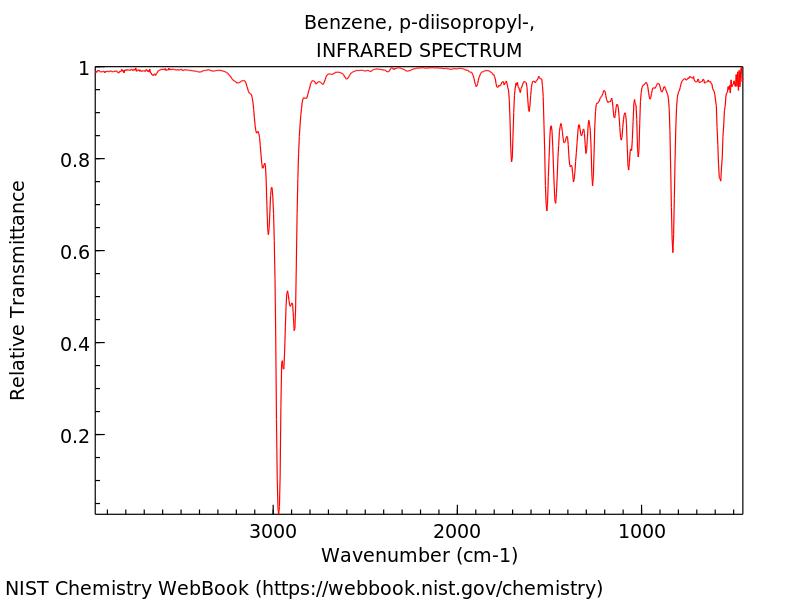 Benzene, p-diisopropyl-,
INFRARED SPECTRUM
1
0.8
0.6
0.4
0.2
Relative Transmittance
3000
2000
1000
Wavenumber (cm-1)
NIST Chemistry WebBook (https://webbook.nist.gov/chemistry)